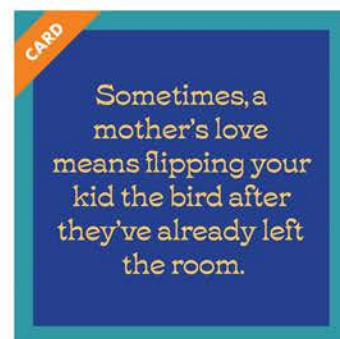 CARD
Sometimes, a
mother's love
means flipping your
kid the bird after
they've already left
the room.